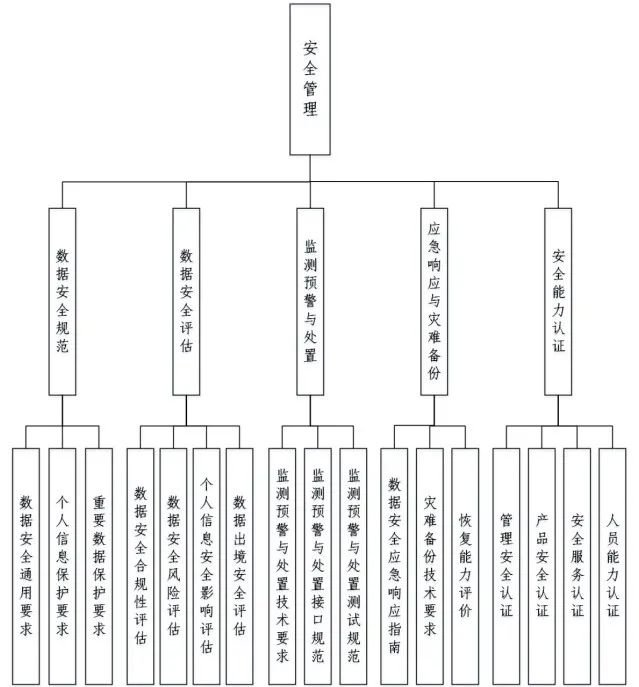 安全管理
数据安全规范
数据安全评估
监测预警与处置
应急响应与灾难备份
安全能力认证
数据安全通用要求
个人信息保护要求
重要数据保护要求
数据安全合规性评估
数据安全风险评估
个人信息安全影响评估
数据出境安全评估
监测预警与处置技术要求
监测预警与处置接口规范
监测预警与处置测试规范
数据安全应急响应指南
灾难备份技术要求
恢复能力评价
管理安全认证
产品安全认证
安全服务认证
人员能力认证